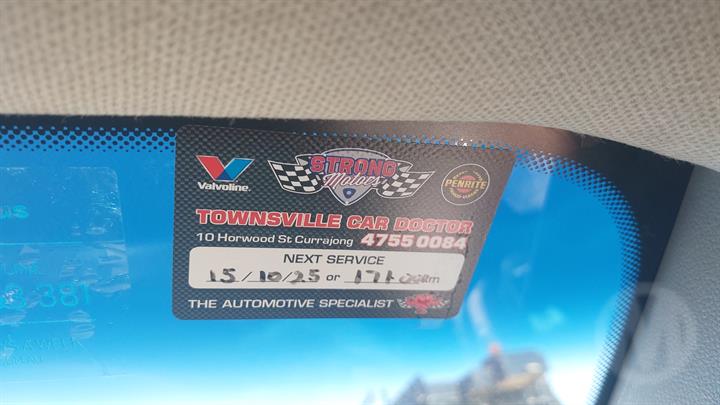 Valvoline.
STRONG
Motors
PENRITE
TOWNSVILLE CAR DOCTOR
10 Horwood St Currajong 4755 0084
NEXT SERVICE
15/10/25 or
THE AUTOMOTIVE SPECIALIST
381